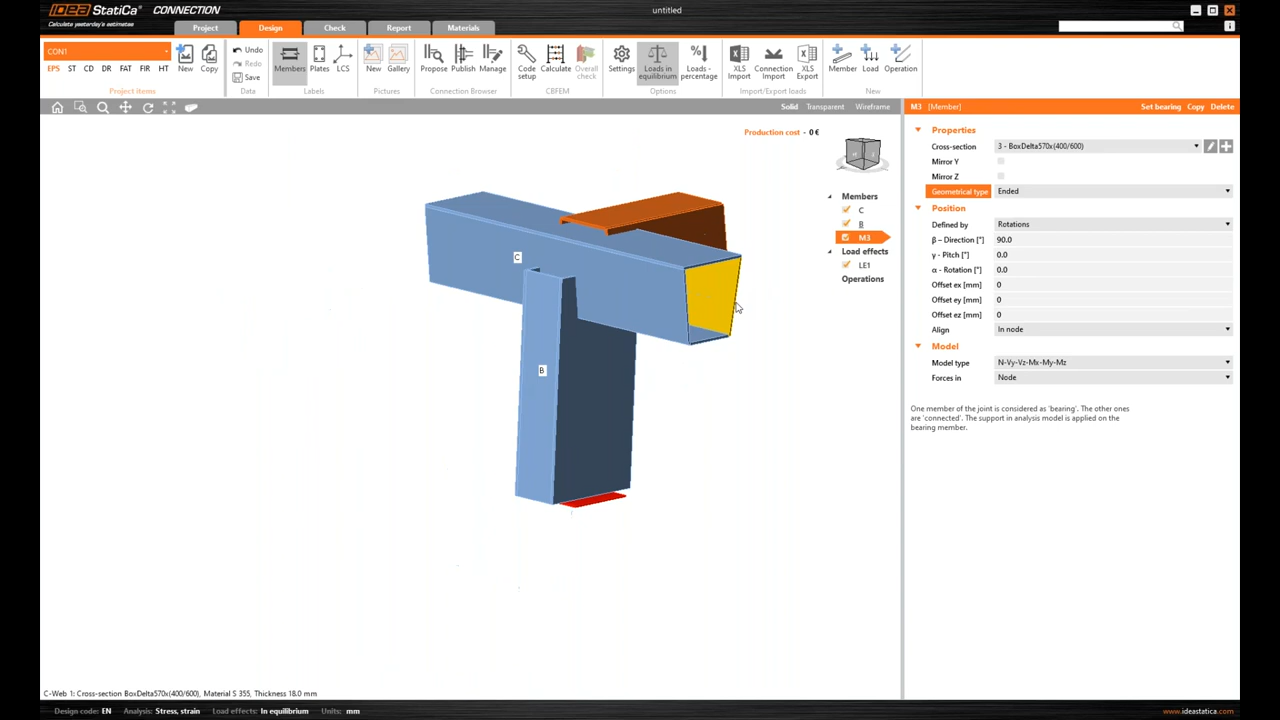 IDEA StatiCa® CONNECTION
Calculate yesterday's estimates
untitled
Project Design Check Report Materials
CON1
EPS ST CD DR FAT FIR HT
New Copy
Project items
Undo
Redo
Save
Data
Members Plates LCS
Labels
New Gallery
Pictures
Propose Publish Manage
Connection Browser
Code setup Calculate Overall check
CBFEM
Settings Loads in equilibrium Loads - percentage
Options
XLS Import Connection Import XLS Export
Import/Export loads
Member Load Operation
New
Solid Transparent Wireframe
Production cost - 0 €
Members
C
B
M3
Load effects
LE1
Operations
C
B
M3 [Member] Set bearing Copy Delete
Properties
Cross-section 3 - BoxDelta570x(400/600)
Mirror Y
Mirror Z
Geometrical type Ended
Position
Defined by Rotations
β – Direction [°] 90.0
γ - Pitch [°] 0.0
α - Rotation [°] 0.0
Offset ex [mm] 0
Offset ey [mm] 0
Offset ez [mm] 0
Align In node
Model
Model type N-Vy-Vz-Mx-My-Mz
Forces in Node
One member of the joint is considered as 'bearing'. The other ones
are 'connected'. The support in analysis model is applied on the
bearing member.
C-Web 1: Cross-section BoxDelta570x(400/600), Material S 355, Thickness 18.0 mm
Design code: EN Analysis: Stress, strain Load effects: In equilibrium Units: mm
www.ideastatica.com